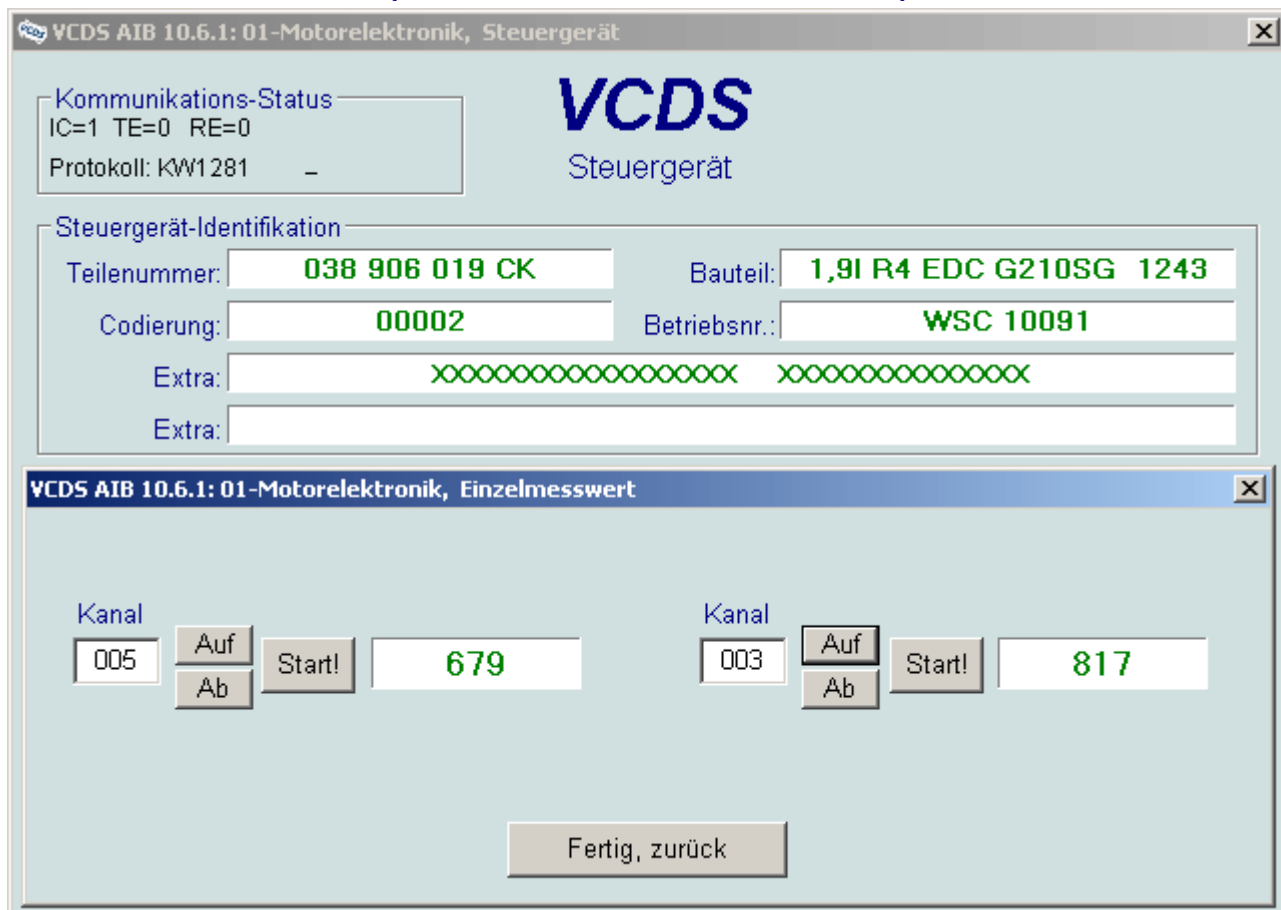 VCDS AIB 10.6.1: 01-Motorelektronik, Steuergerät
Kommunikations-Status
IC=1 TE=0 RE=0
Protokoll: KW1281 –
VCDS
Steuergerät
Steuergerät-Identifikation
Teilenummer: 038 906 019 CK Bauteil: 1,9l R4 EDC G210SG 1243
Codierung: 00002 Betriebsnr.: WSC 10091
Extra: XXXXXXXXXXXXXXXXX XXXXXXXXXXXXXX
Extra:
VCDS AIB 10.6.1: 01-Motorelektronik, Einzelmesswert
Kanal Kanal
005 Auf Ab Start! 679 003 Auf Ab Start! 817
Fertig, zurück